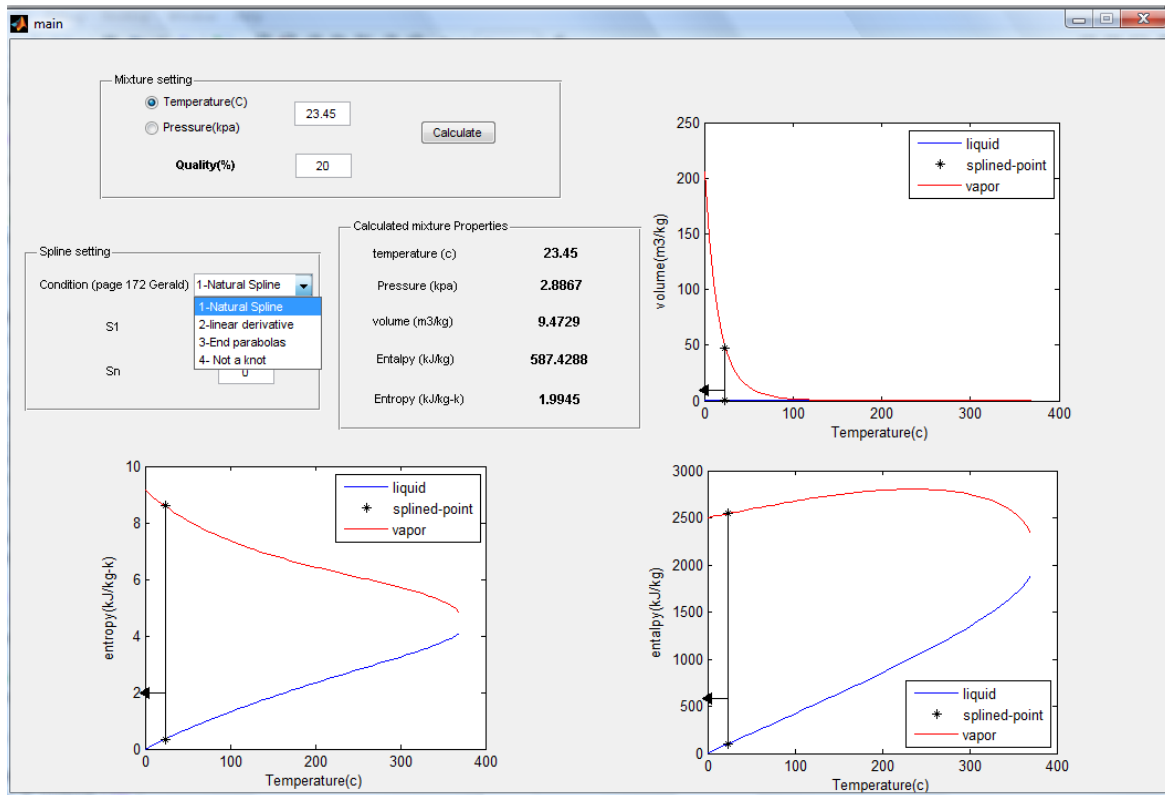 main
Mixture setting
Temperature(C)
23.45
Pressure(kpa)
Calculate
Quality(%)
20
Spline setting
Condition (page 172 Gerald)
1-Natural Spline
1-Natural Spline
2-linear derivative
3-End parabolas
4- Not a knot
S1
Sn
0
Calculated mixture Properties
temperature (c) 23.45
Pressure (kpa) 2.8867
volume (m3/kg) 9.4729
Entalpy (kJ/kg) 587.4288
Entropy (kJ/kg-k) 1.9945
250
200
150
100
50
0
volume(m3/kg)
liquid
splined-point
vapor
0 100 200 300 400
Temperature(c)
10
8
6
4
2
0
entropy(kJ/kg-k)
liquid
splined-point
vapor
0 100 200 300 400
Temperature(c)
3000
2500
2000
1500
1000
500
0
entalpy(kJ/kg)
liquid
splined-point
vapor
0 100 200 300 400
Temperature(c)